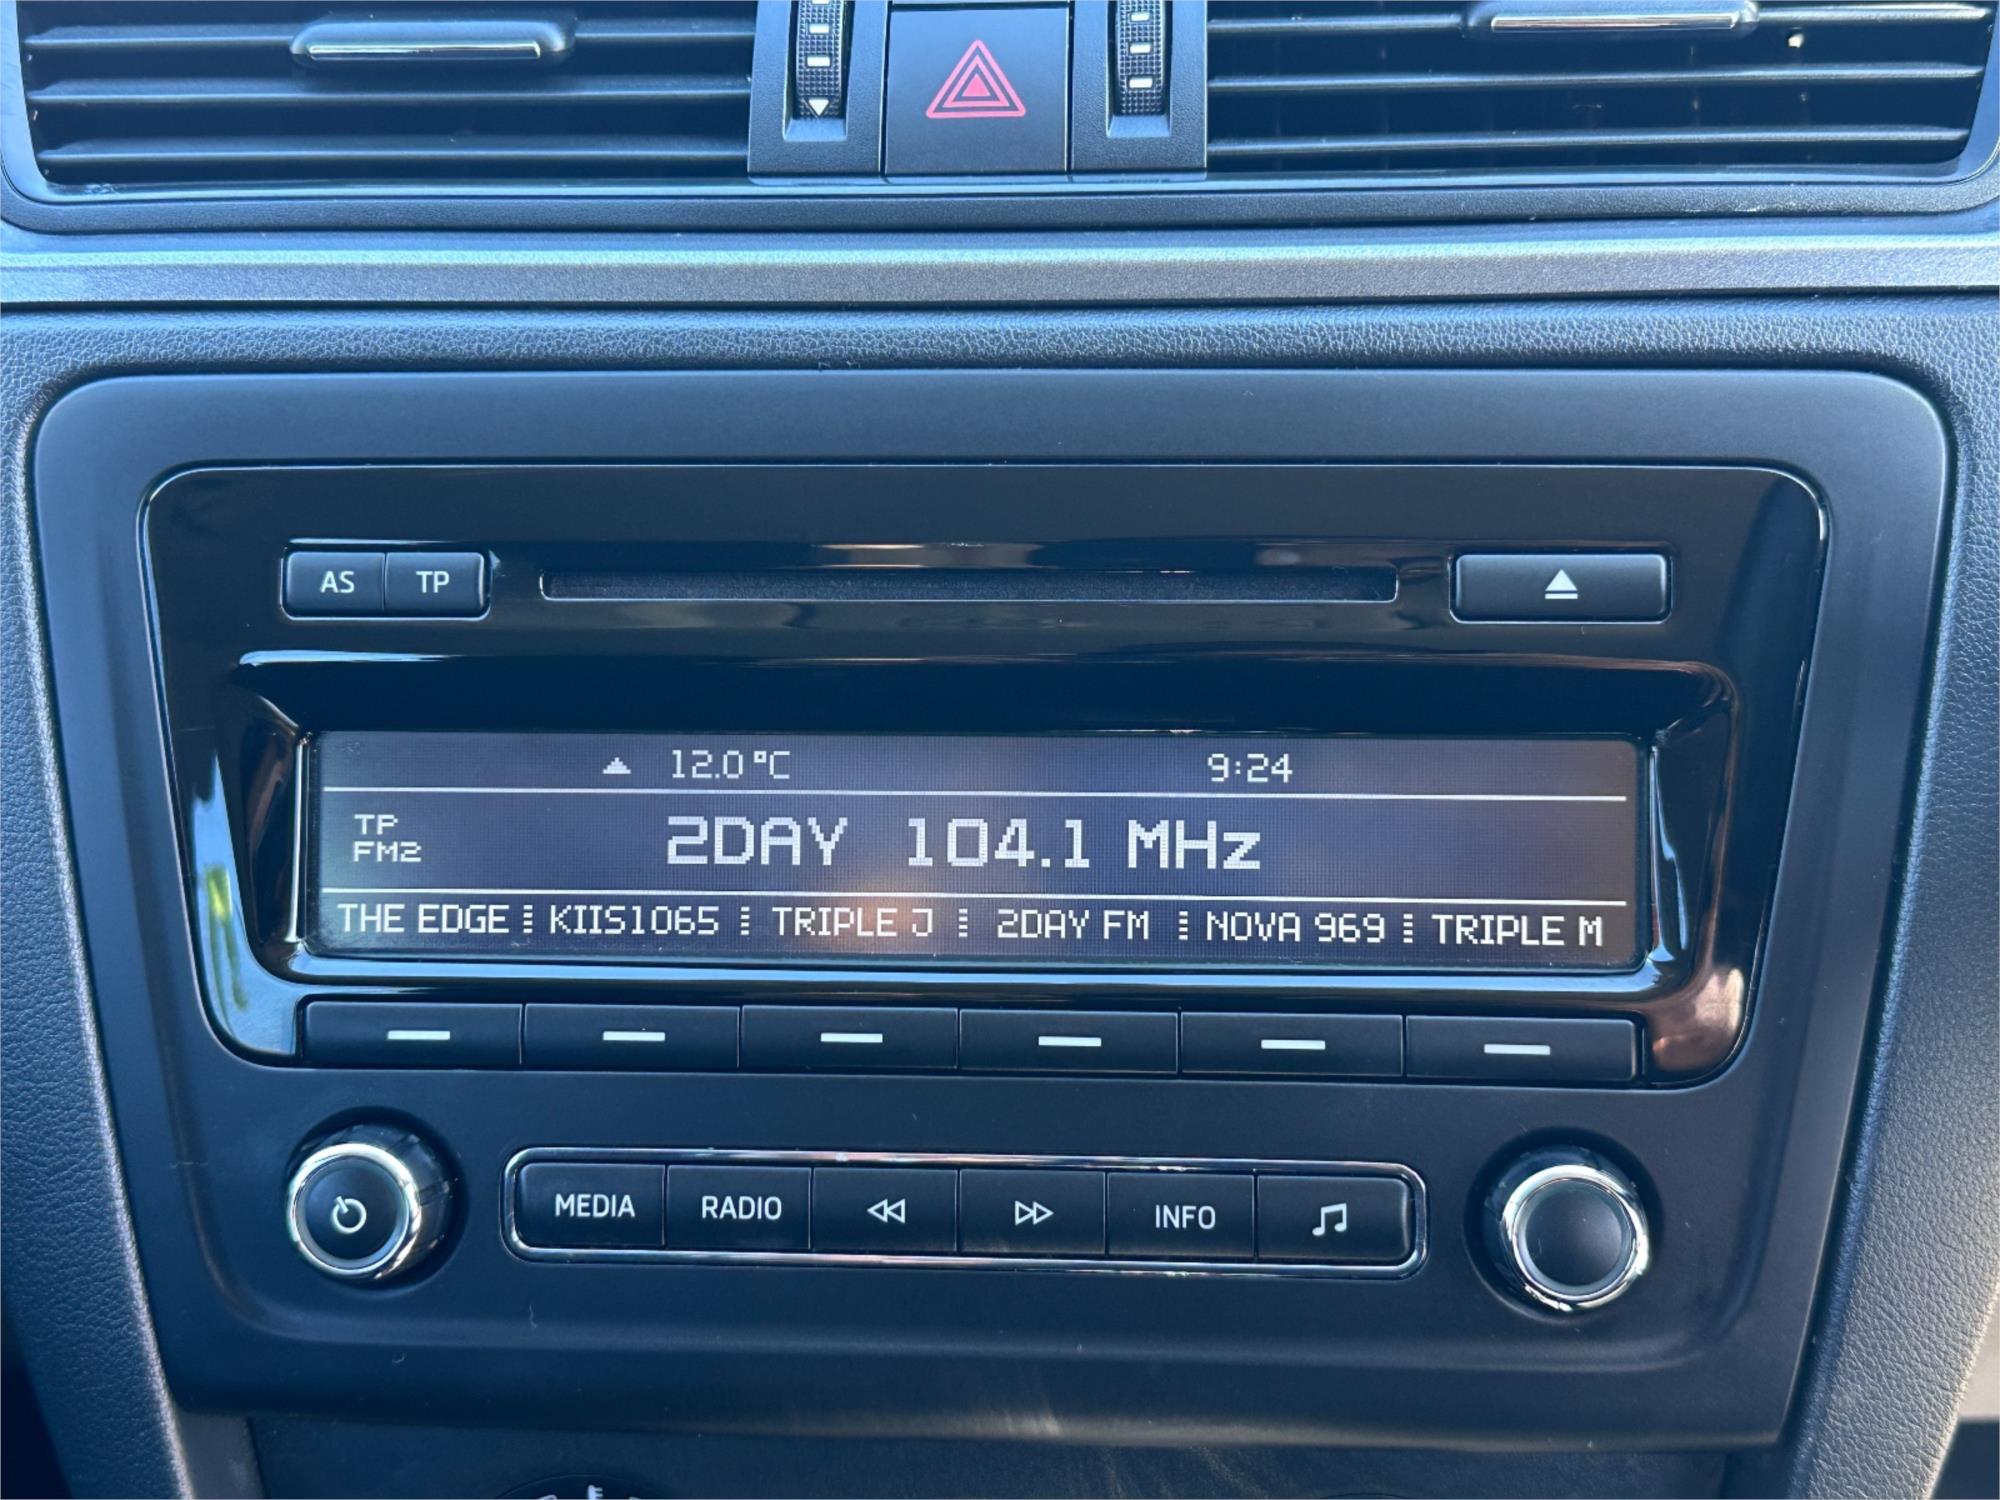 AS TP
12.0°C 9:24
TP
FM2
2DAY 104.1 MHz
THE EDGE KIIS1065 TRIPLE J 2DAY FM NOVA 969 TRIPLE M
MEDIA RADIO INFO